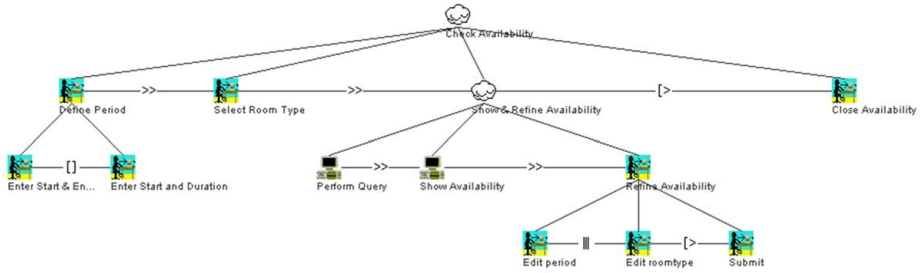 Check Availability
>> >> [>
Define Period Select Room Type Show & Refine Availability Close Availability
[] >> >>
Enter Start & En... Enter Start and Duration Perform Query Show Availability Refine Availability
||| [>
Edit period Edit roomtype Submit